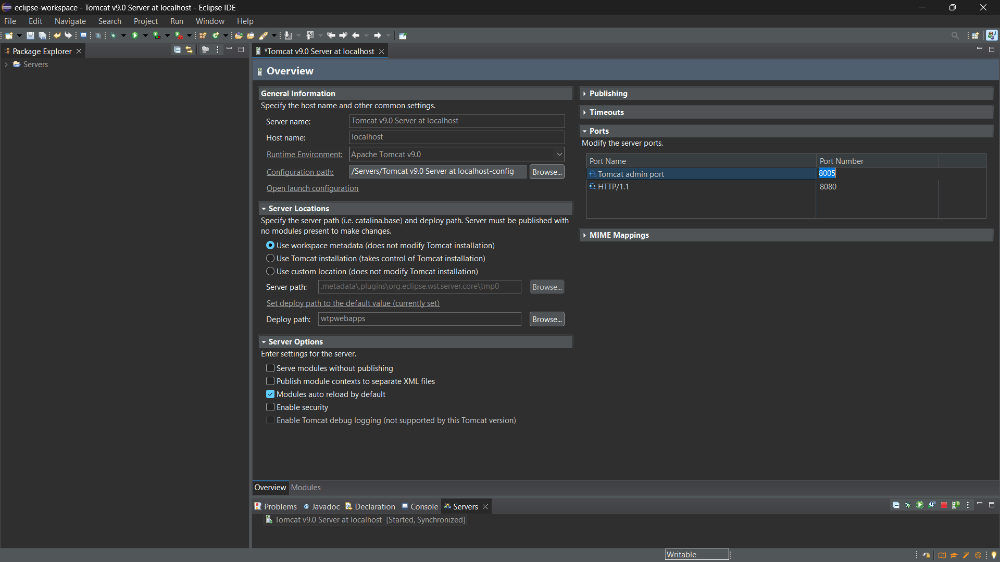 eclipse-workspace - Tomcat v9.0 Server at localhost - Eclipse IDE
File Edit Navigate Search Project Run Window Help
Package Explorer
Servers
*Tomcat v9.0 Server at localhost
Overview
General Information
Specify the host name and other common settings.
Server name: Tomcat v9.0 Server at localhost
Host name: localhost
Runtime Environment: Apache Tomcat v9.0
Configuration path: /Servers/Tomcat v9.0 Server at localhost-config Browse...
Open launch configuration
Server Locations
Specify the server path (i.e. catalina.base) and deploy path. Server must be published with
no modules present to make changes.
Use workspace metadata (does not modify Tomcat installation)
Use Tomcat installation (takes control of Tomcat installation)
Use custom location (does not modify Tomcat installation)
Server path: .metadata\.plugins\org.eclipse.wst.server.core\tmp0 Browse...
Set deploy path to the default value (currently set)
Deploy path: wtpwebapps Browse...
Server Options
Enter settings for the server.
Serve modules without publishing
Publish module contexts to separate XML files
Modules auto reload by default
Enable security
Enable Tomcat debug logging (not supported by this Tomcat version)
Publishing
Timeouts
Ports
Modify the server ports.
Port Name Port Number
Tomcat admin port 8005
HTTP/1.1 8080
MIME Mappings
Overview Modules
Problems Javadoc Declaration Console Servers
Tomcat v9.0 Server at localhost [Started, Synchronized]
Writable